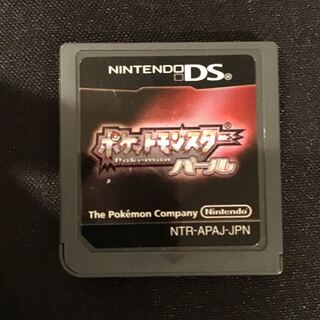 NINTENDO DS®
ポケットモンスター
Pokemon
パール
The Pokémon Company Nintendo
NTR-APAJ-JPN